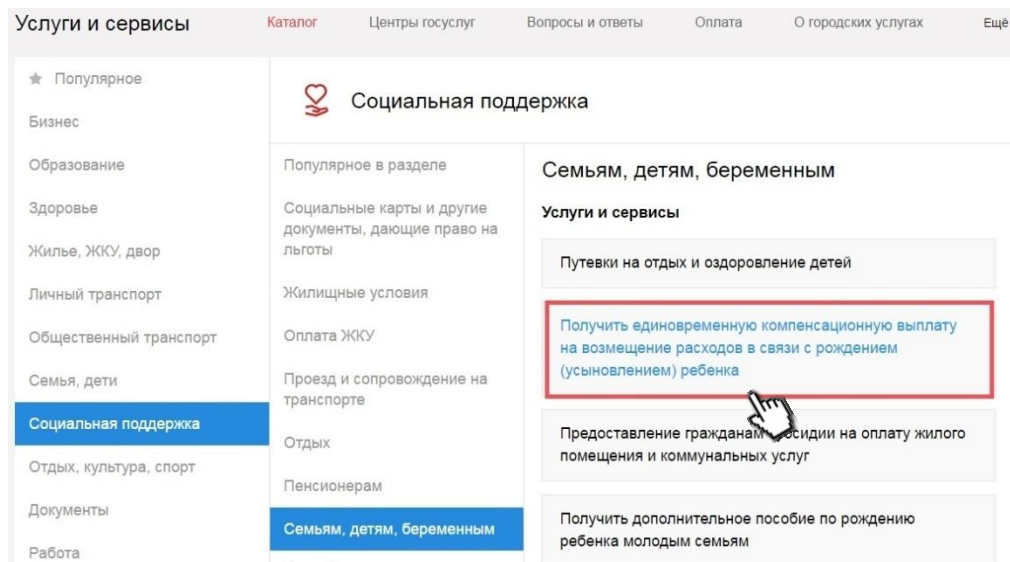 Услуги и сервисы
Каталог
Центры госуслуг
Вопросы и ответы
Оплата
О городских услугах
Ещё
Популярное
Бизнес
Образование
Здоровье
Жилье, ЖКУ, двор
Личный транспорт
Общественный транспорт
Семья, дети
Социальная поддержка
Отдых, культура, спорт
Документы
Работа
Социальная поддержка
Популярное в разделе
Социальные карты и другие
документы, дающие право на
льготы
Жилищные условия
Оплата ЖКУ
Проезд и сопровождение на
транспорте
Отдых
Пенсионерам
Семьям, детям, беременным
Семьям, детям, беременным
Услуги и сервисы
Путевки на отдых и оздоровление детей
Получить единовременную компенсационную выплату
на возмещение расходов в связи с рождением
(усыновлением) ребенка
Предоставление гражданам на оплату жилого
помещения и коммунальных услуг
Получить дополнительное пособие по рождению
ребенка молодым семьям